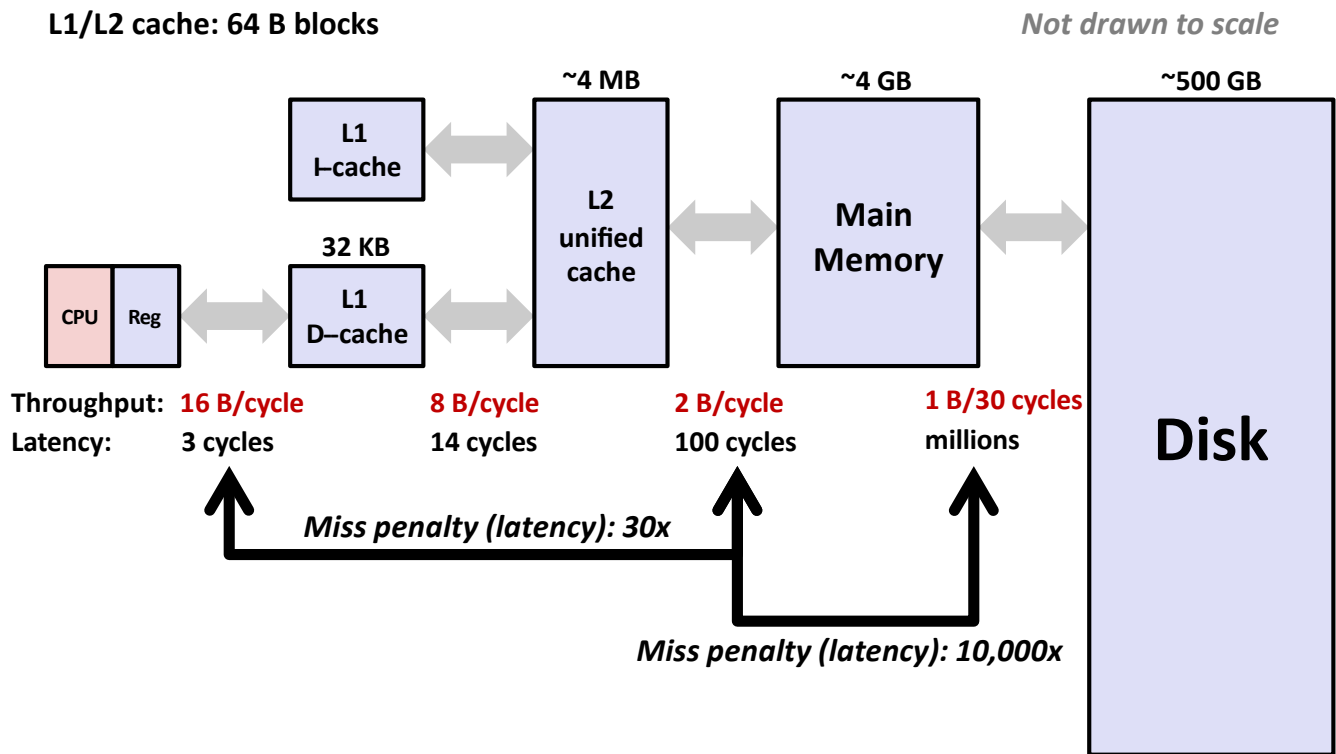 L1/L2 cache: 64 B blocks
Not drawn to scale
~4 MB
~4 GB
~500 GB
L1
I–cache
L2
unified
cache
Main
Memory
32 KB
CPU
Reg
L1
D–cache
Disk
Throughput: 16 B/cycle 8 B/cycle 2 B/cycle 1 B/30 cycles
Latency: 3 cycles 14 cycles 100 cycles millions
Miss penalty (latency): 30x
Miss penalty (latency): 10,000x